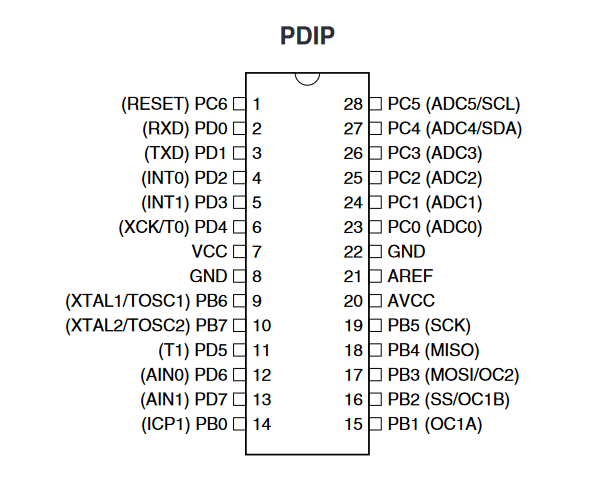 PDIP
(RESET) PC6 1 28 PC5 (ADC5/SCL)
(RXD) PD0 2 27 PC4 (ADC4/SDA)
(TXD) PD1 3 26 PC3 (ADC3)
(INT0) PD2 4 25 PC2 (ADC2)
(INT1) PD3 5 24 PC1 (ADC1)
(XCK/T0) PD4 6 23 PC0 (ADC0)
VCC 7 22 GND
GND 8 21 AREF
(XTAL1/TOSC1) PB6 9 20 AVCC
(XTAL2/TOSC2) PB7 10 19 PB5 (SCK)
(T1) PD5 11 18 PB4 (MISO)
(AIN0) PD6 12 17 PB3 (MOSI/OC2)
(AIN1) PD7 13 16 PB2 (SS/OC1B)
(ICP1) PB0 14 15 PB1 (OC1A)